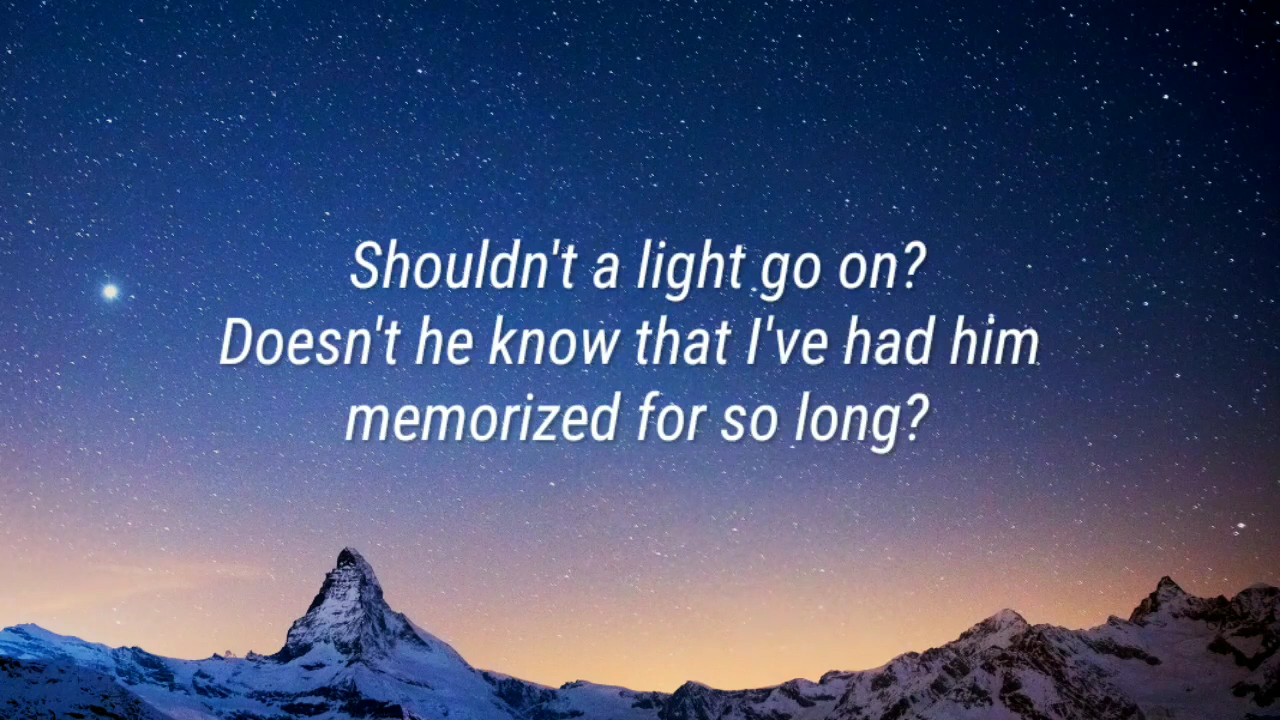 Shouldn't a light go on?
Doesn't he know that I've had him
memorized for so long?